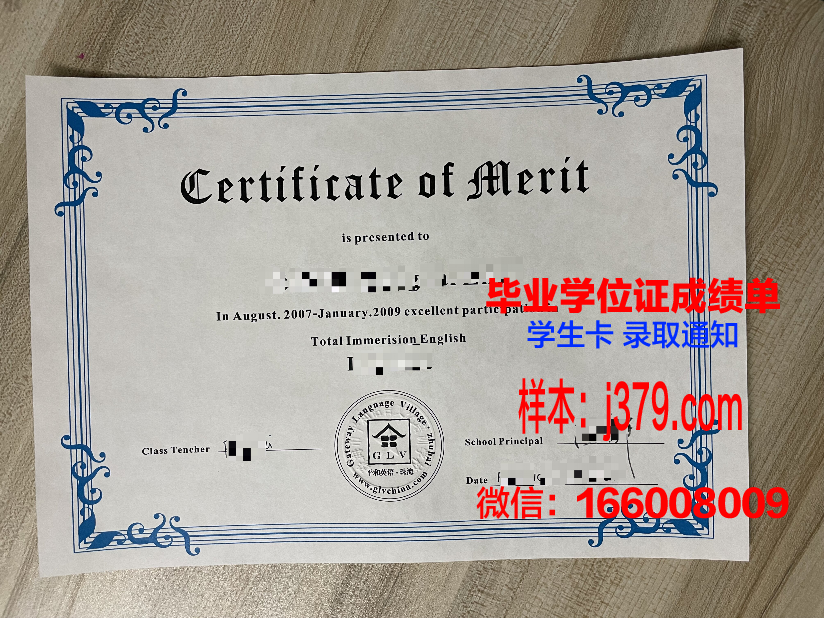 Certificate of Merit
is presented to
In August. 2007-January.2009 excellent
毕业学位证成绩单
Total Immerision English
学生卡 录取通知
样本：j379.com
Gateway Language Village · zhuhai
GLV
www.glvchina.com
Class Tencher
School Principal
Date
微信：166008009